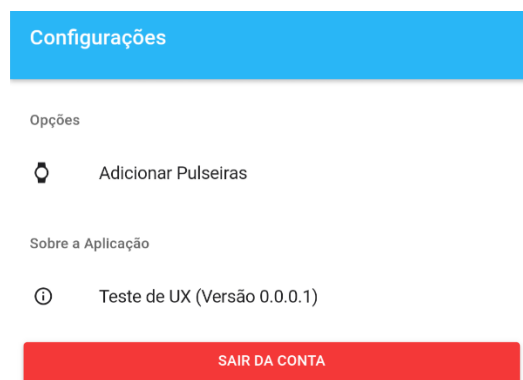 Configurações
Opções
Adicionar Pulseiras
Sobre a Aplicação
Teste de UX (Versão 0.0.0.1)
SAIR DA CONTA